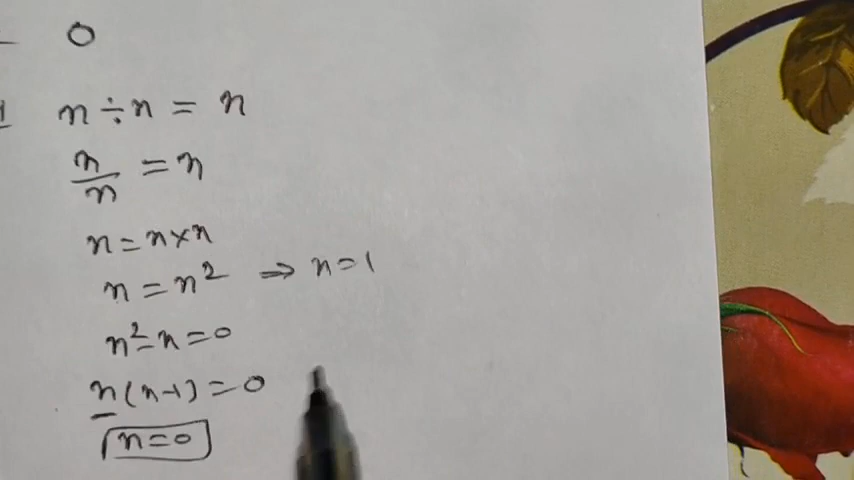 - 0
n ÷ n = n
n/n = n
n = n × n
n = n² ⇒ n = 1
n² - n = 0
n(n-1) = 0
n = 0